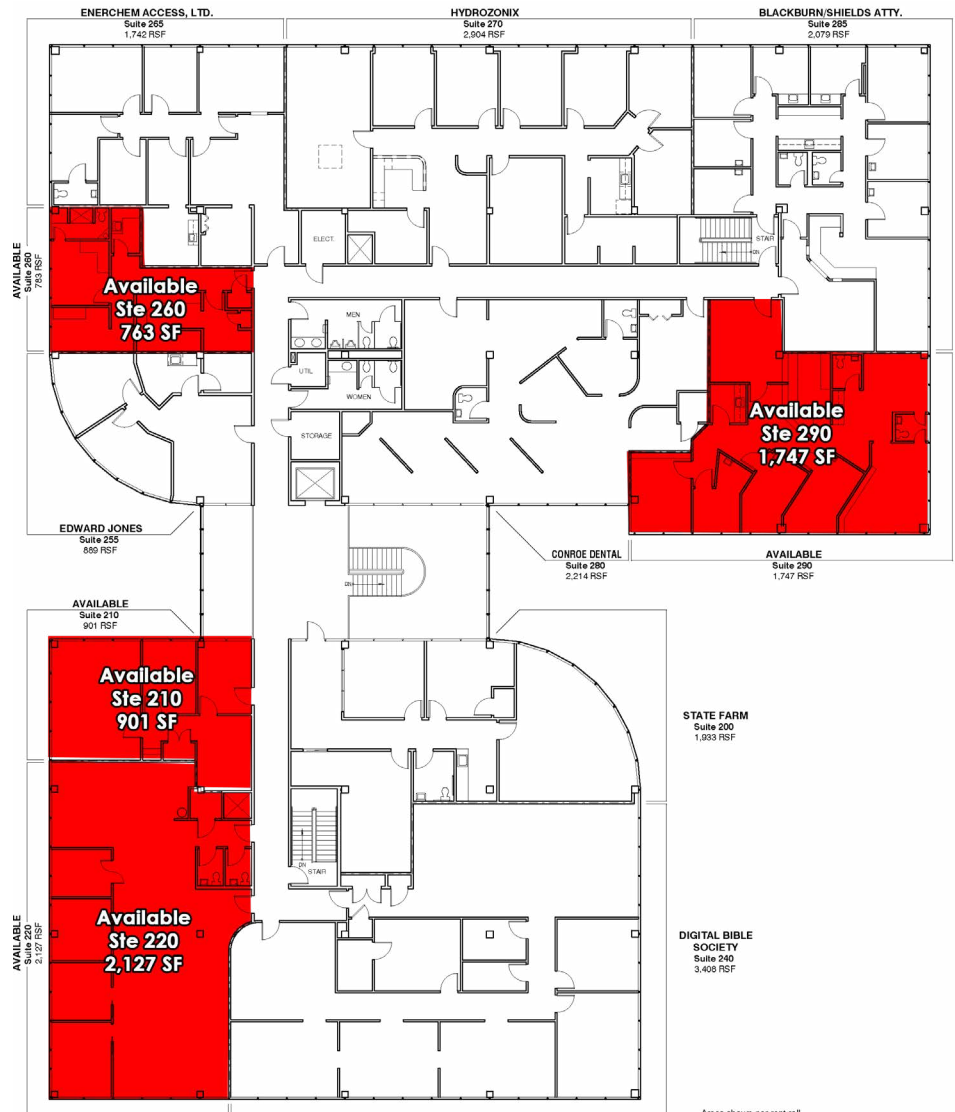 ENERCHEM ACCESS, LTD.
Suite 265
1,742 RSF
HYDROZONIX
Suite 270
2,904 RSF
BLACKBURN/SHIELDS ATTY.
Suite 285
2,079 RSF
ELECT.
STAIR
DN
AVAILABLE
Suite 260
783 RSF
Available
Ste 260
763 SF
MEN
UTIL
WOMEN
STORAGE
Available
Ste 290
1,747 SF
EDWARD JONES
Suite 255
889 RSF
CONROE DENTAL
Suite 280
2,214 RSF
AVAILABLE
Suite 290
1,747 RSF
DN
AVAILABLE
Suite 210
901 RSF
Available
Ste 210
901 SF
STATE FARM
Suite 200
1,933 RSF
DN
STAIR
AVAILABLE
Suite 220
2,127 RSF
Available
Ste 220
2,127 SF
DIGITAL BIBLE
SOCIETY
Suite 240
3,408 RSF